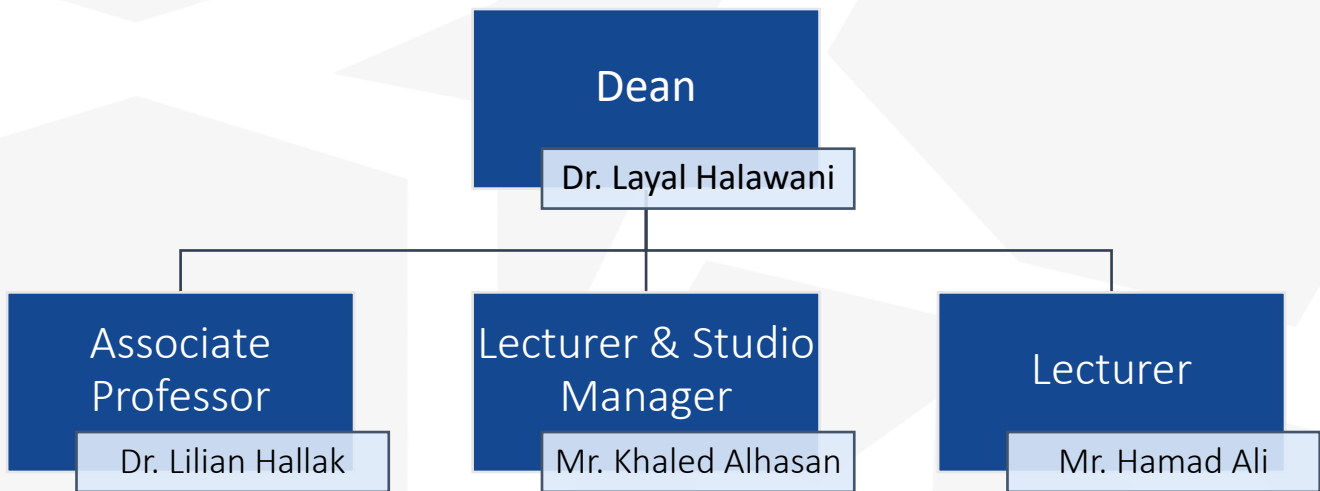 Dean
Dr. Layal Halawani
Associate
Professor
Dr. Lilian Hallak
Lecturer & Studio
Manager
Mr. Khaled Alhasan
Lecturer
Mr. Hamad Ali